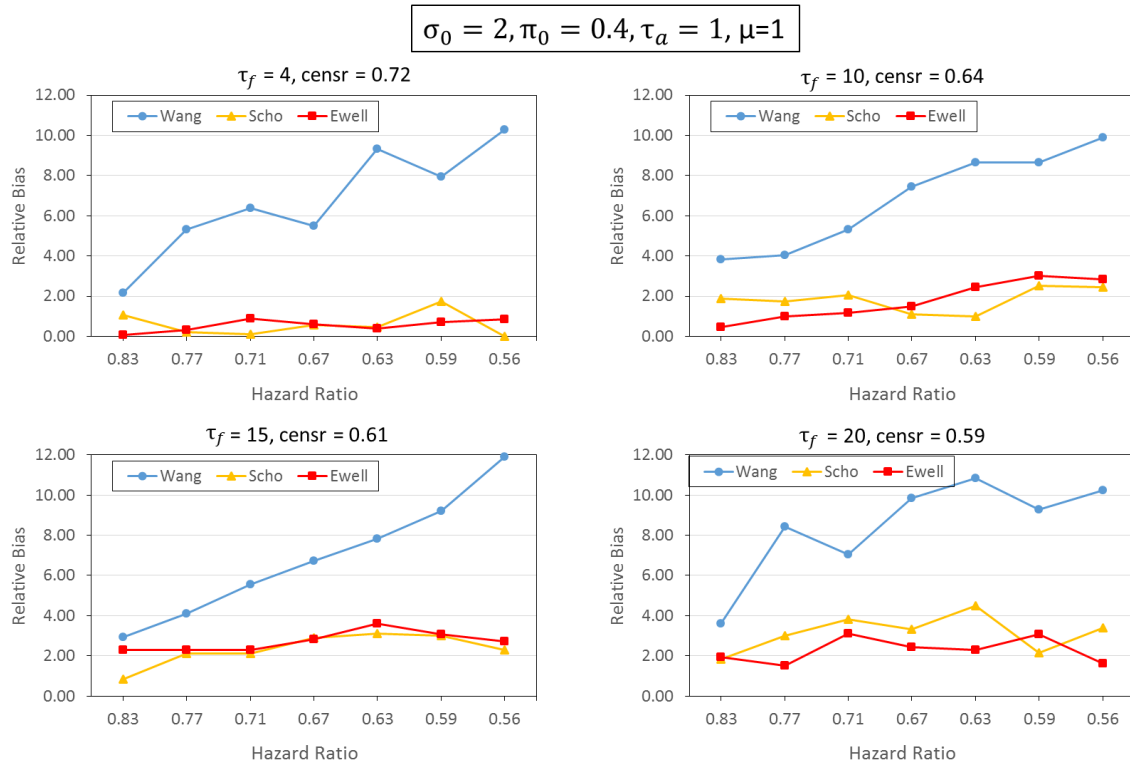 σ₀ = 2, π₀ = 0.4, τₐ = 1, μ=1
τ_f = 4, censr = 0.72
12.00
10.00
8.00
6.00
4.00
2.00
0.00
Relative Bias
Wang Scho Ewell
0.83 0.77 0.71 0.67 0.63 0.59 0.56
Hazard Ratio
τ_f = 10, censr = 0.64
12.00
10.00
8.00
6.00
4.00
2.00
0.00
Relative Bias
Wang Scho Ewell
0.83 0.77 0.71 0.67 0.63 0.59 0.56
Hazard Ratio
τ_f = 15, censr = 0.61
12.00
10.00
8.00
6.00
4.00
2.00
0.00
Relative Bias
Wang Scho Ewell
0.83 0.77 0.71 0.67 0.63 0.59 0.56
Hazard Ratio
τ_f = 20, censr = 0.59
12.00
10.00
8.00
6.00
4.00
2.00
0.00
Relative Bias
Wang Scho Ewell
0.83 0.77 0.71 0.67 0.63 0.59 0.56
Hazard Ratio